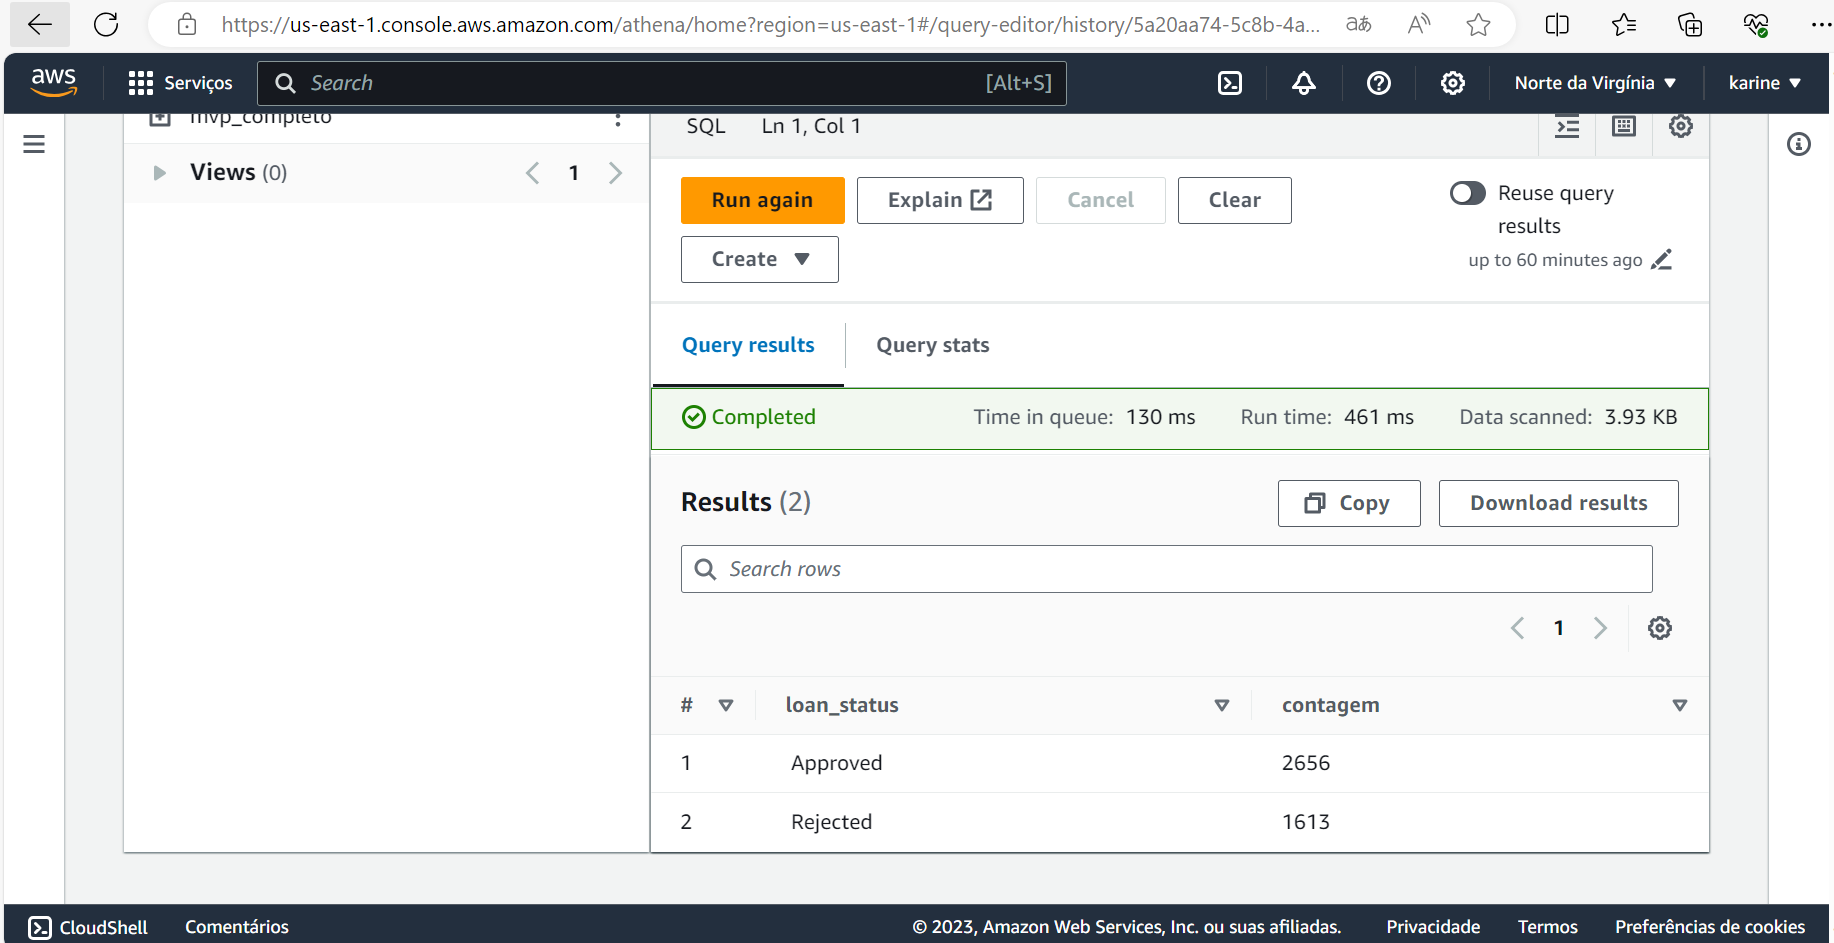 https://us-east-1.console.aws.amazon.com/athena/home?region=us-east-1#/query-editor/history/5a20aa74-5c8b-4a...
aws
Serviços
Search
[Alt+S]
Norte da Virgínia
karine
mvp_completo
SQL
Ln 1, Col 1
Views (0)
1
Run again
Explain
Cancel
Clear
Create
Reuse query
results
up to 60 minutes ago
Query results
Query stats
Completed
Time in queue: 130 ms
Run time: 461 ms
Data scanned: 3.93 KB
Results (2)
Copy
Download results
Search rows
1
# loan_status contagem
1 Approved 2656
2 Rejected 1613
CloudShell
Comentários
© 2023, Amazon Web Services, Inc. ou suas afiliadas.
Privacidade
Termos
Preferências de cookies